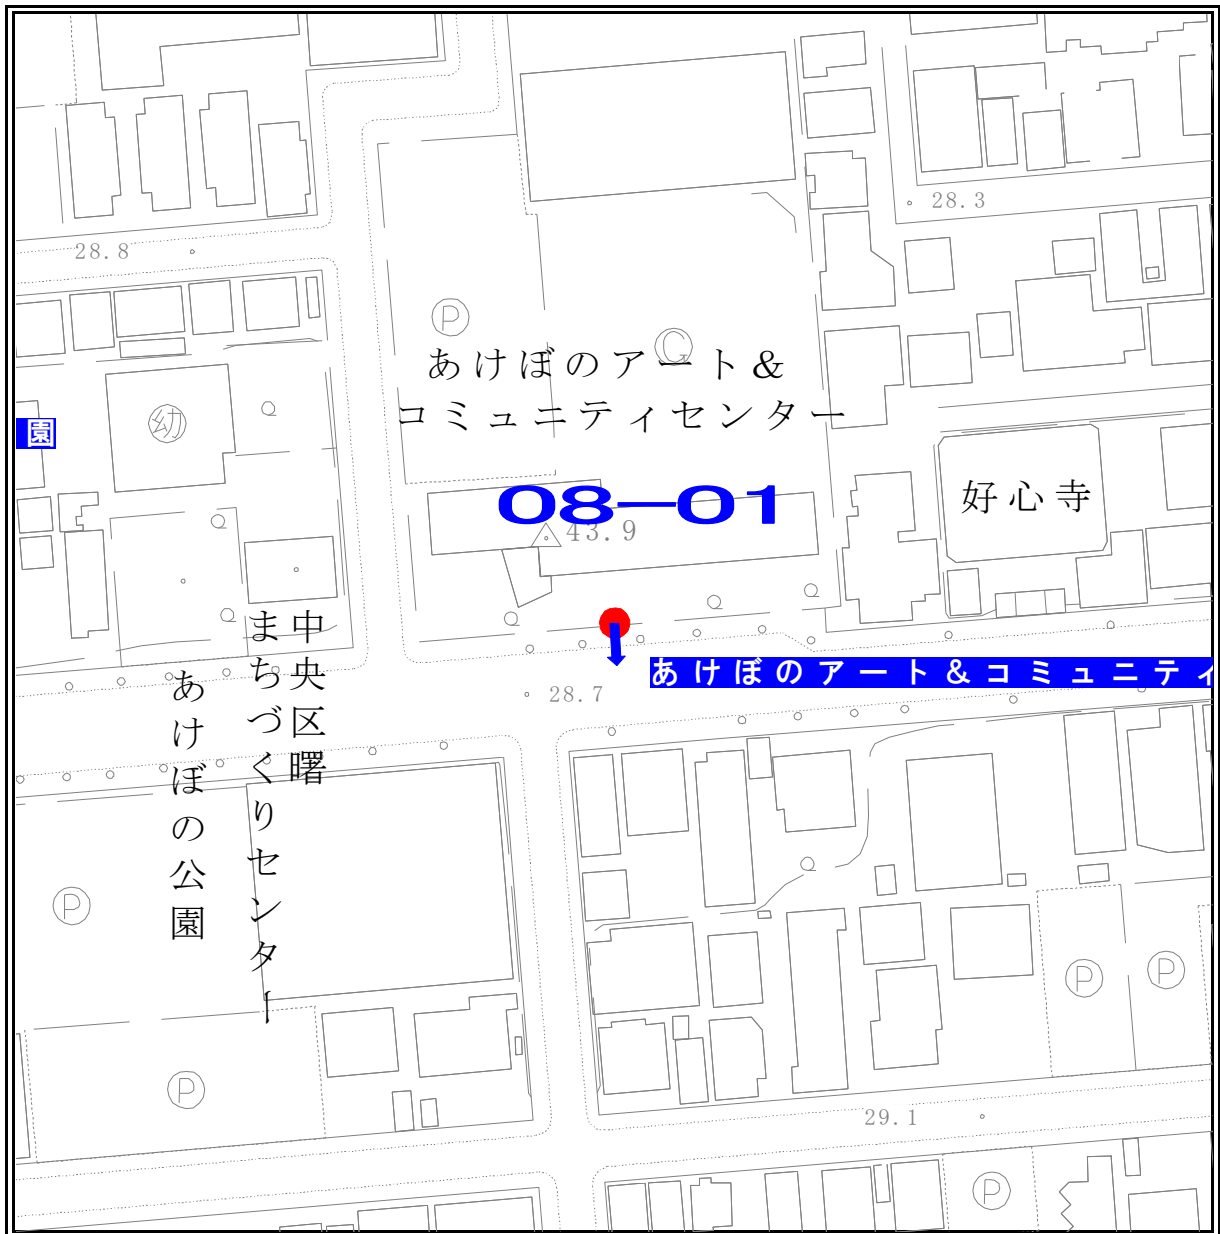 28.3
28.8
Ⓟ
Ⓖ
あけぼのアート&
コミュニティセンター
園
幼
08-01
43.9
好心寺
中央区曙
まちづくりセンター
あけぼの公園
あけぼのアート&コミュニティ
28.7
Ⓟ
Ⓟ
Ⓟ
Ⓟ
29.1
Ⓟ